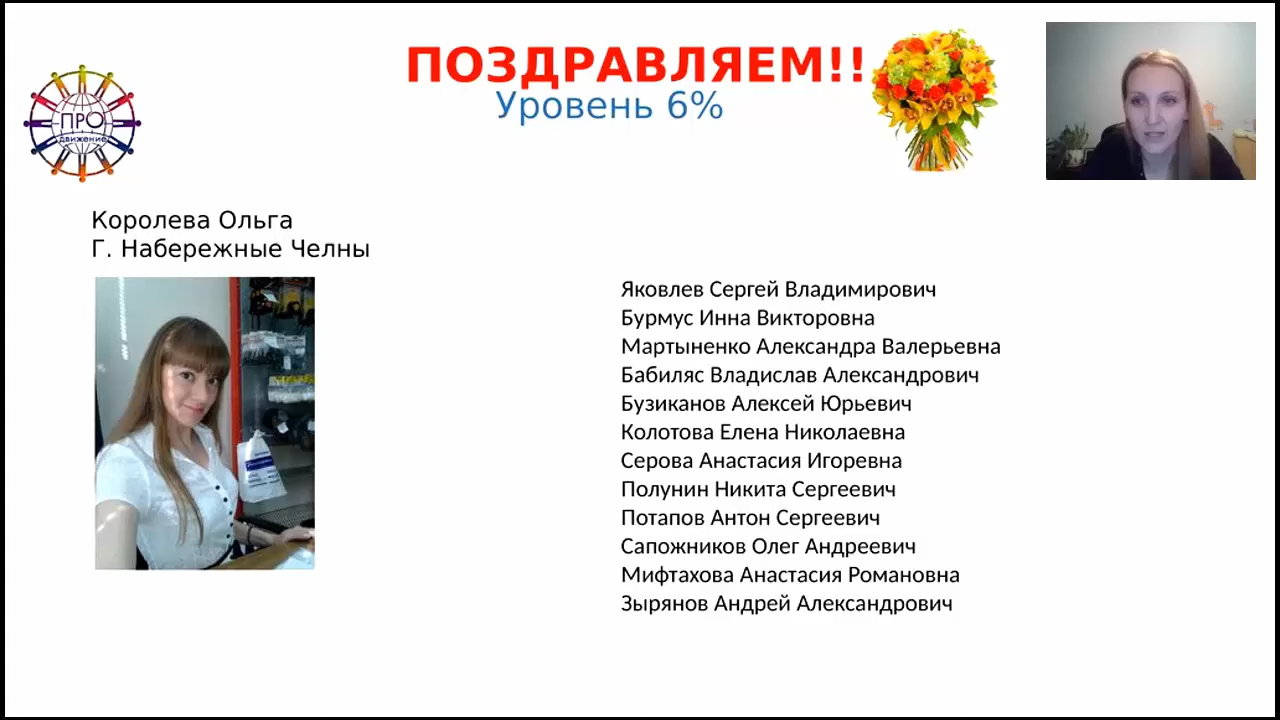 ПОЗДРАВЛЯЕМ!!
Уровень 6%
ПРО
движение
Королева Ольга
Г. Набережные Челны
Яковлев Сергей Владимирович
Бурмус Инна Викторовна
Мартыненко Александра Валерьевна
Бабиляс Владислав Александрович
Бузиканов Алексей Юрьевич
Колотова Елена Николаевна
Серова Анастасия Игоревна
Полунин Никита Сергеевич
Потапов Антон Сергеевич
Сапожников Олег Андреевич
Мифтахова Анастасия Романовна
Зырянов Андрей Александрович